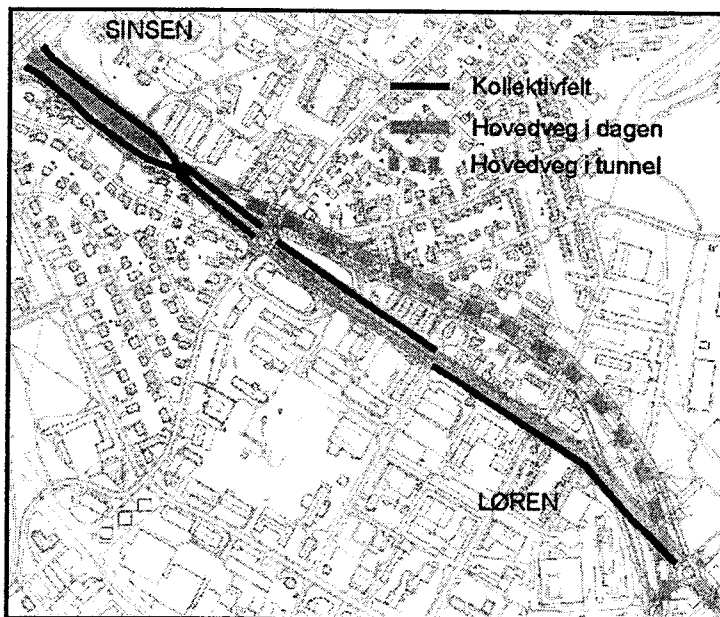 SINSEN
Kollektivfelt
Hovedveg i dagen
Hovedveg i tunnel
LØREN